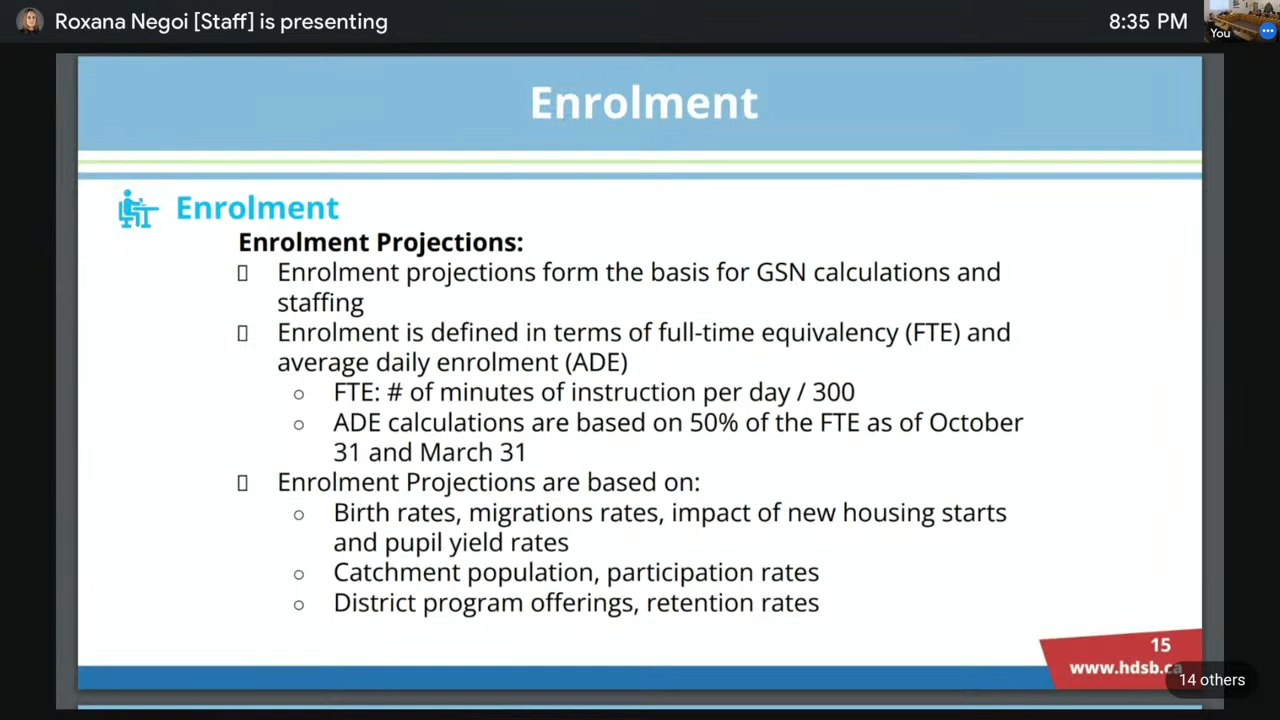 Roxana Negoi [Staff] is presenting
8:35 PM
You
Enrolment
Enrolment
Enrolment Projections:
Enrolment projections form the basis for GSN calculations and
staffing
Enrolment is defined in terms of full-time equivalency (FTE) and
average daily enrolment (ADE)
FTE: # of minutes of instruction per day / 300
ADE calculations are based on 50% of the FTE as of October
31 and March 31
Enrolment Projections are based on:
Birth rates, migrations rates, impact of new housing starts
and pupil yield rates
Catchment population, participation rates
District program offerings, retention rates
15
www.hdsb.ca
14 others